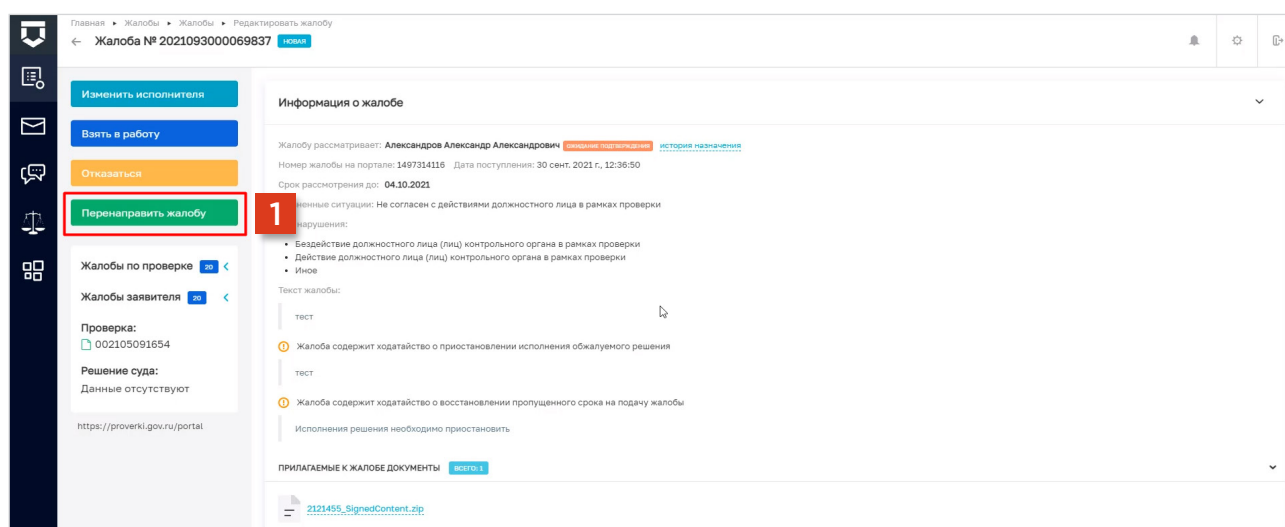 Главная ▸ Жалобы ▸ Жалобы ▸ Редактировать жалобу
← Жалоба № 2021093000069837 НОВАЯ
Изменить исполнителя
Взять в работу
Отказаться
Перенаправить жалобу
1
Жалобы по проверке 20
Жалобы заявителя 20
Проверка:
002105091654
Решение суда:
Данные отсутствуют
https://proverki.gov.ru/portal
Информация о жалобе
Жалобу рассматривает: Александров Александр Александрович ОЖИДАНИЕ ПОДТВЕРЖДЕНИЯ история назначения
Номер жалобы на портале: 1497314116 Дата поступления: 30 сент. 2021 г., 12:36:50
Срок рассмотрения до: 04.10.2021
ненные ситуации: Не согласен с действиями должностного лица в рамках проверки
нарушения:
• Бездействие должностного лица (лиц) контрольного органа в рамках проверки
• Действие должностного лица (лиц) контрольного органа в рамках проверки
• Иное
Текст жалобы:
тест
Жалоба содержит ходатайство о приостановлении исполнения обжалуемого решения
тест
Жалоба содержит ходатайство о восстановлении пропущенного срока на подачу жалобы
Исполнения решения необходимо приостановить
ПРИЛАГАЕМЫЕ К ЖАЛОБЕ ДОКУМЕНТЫ ВСЕГО: 1
2121455_SignedContent.zip